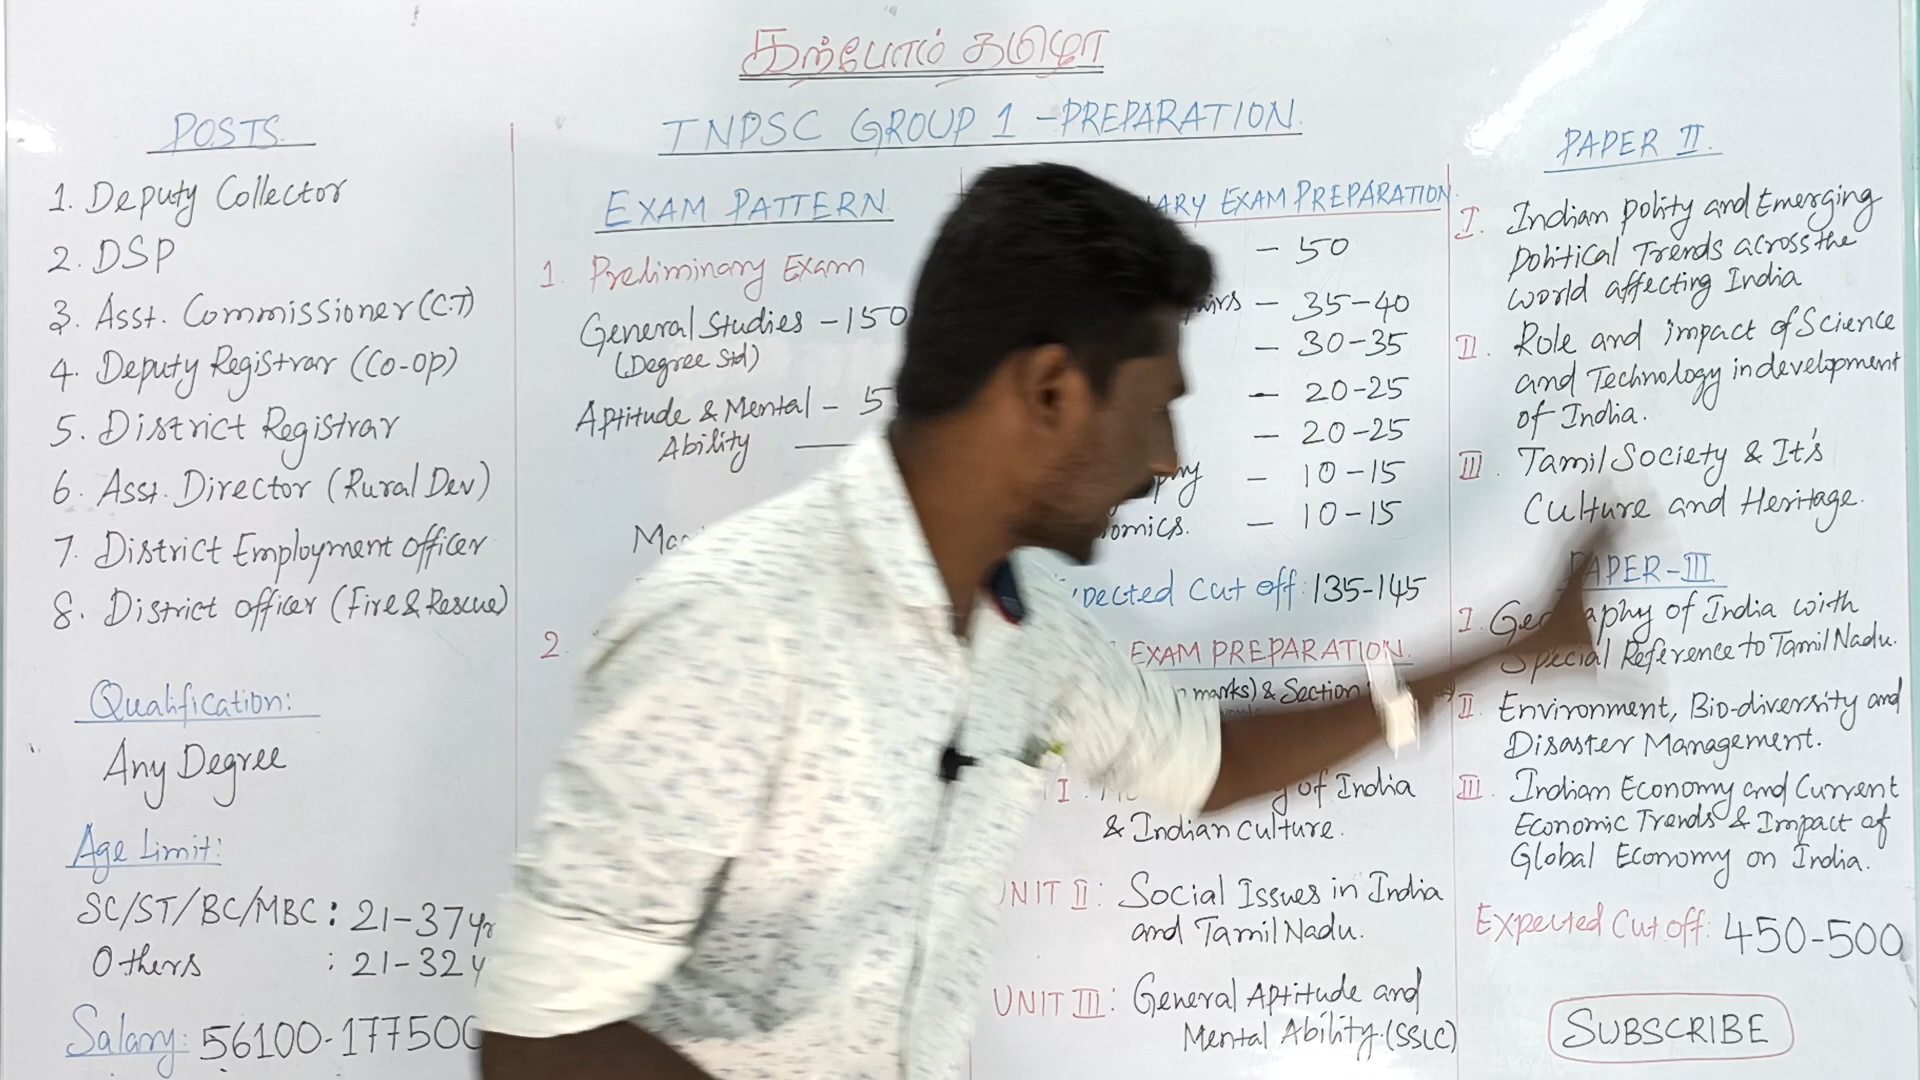 கற்போம் தமிழா
TNPSC GROUP 1 - PREPARATION.
POSTS.
1. Deputy Collector
2. DSP
3. Asst. Commissioner (C.T)
4. Deputy Registrar (Co-op)
5. District Registrar
6. Asst. Director (Rural Dev)
7. District Employment officer
8. District officer (Fire & Rescue)
Qualification:
Any Degree
Age Limit:
SC/ST/BC/MBC : 21-37yr
Others : 21-32y
Salary: 56100-177500
EXAM PATTERN.
1. Preliminary Exam
General Studies - 150
(Degree Std)
Aptitude & Mental -
Ability
2.
EXAM PREPARATION
- 50
- 35-40
- 30-35
- 20-25
- 20-25
- 10-15
- 10-15
Cut off: 135-145
EXAM PREPARATION.
marks) & Section
I :
of India
& Indian Culture.
UNIT II: Social Issues in India
and Tamil Nadu.
UNIT III: General Aptitude and
Mental Ability.(SSLC)
PAPER II.
I. Indian polity and Emerging
political Trends across the
world affecting India
II. Role and impact of Science
and Technology in development
of India.
III. Tamil Society & It's
Culture and Heritage.
PAPER-III
I. Geography of India with
Special Reference to Tamil Nadu.
II. Environment, Bio-diversity and
Disaster Management.
III. Indian Economy and Current
Economic Trends & Impact of
Global Economy on India.
Expected Cut off: 450-500
SUBSCRIBE